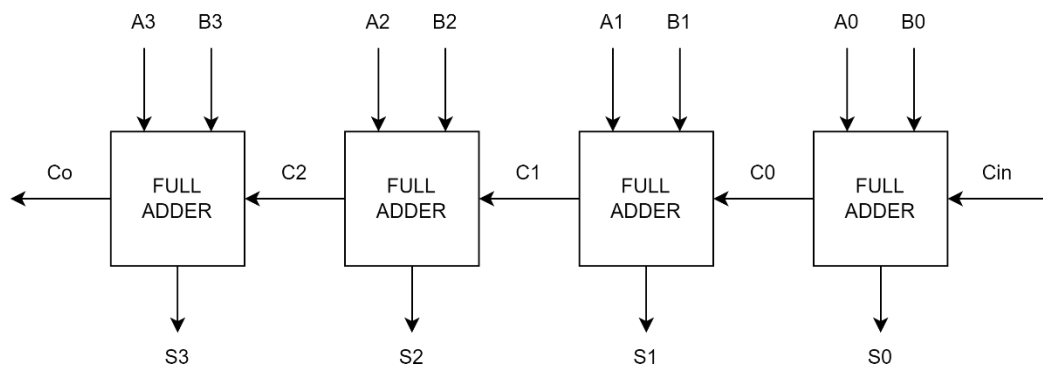 A3 B3 A2 B2 A1 B1 A0 B0
Co C2 C1 C0 Cin
FULL ADDER
FULL ADDER
FULL ADDER
FULL ADDER
S3 S2 S1 S0